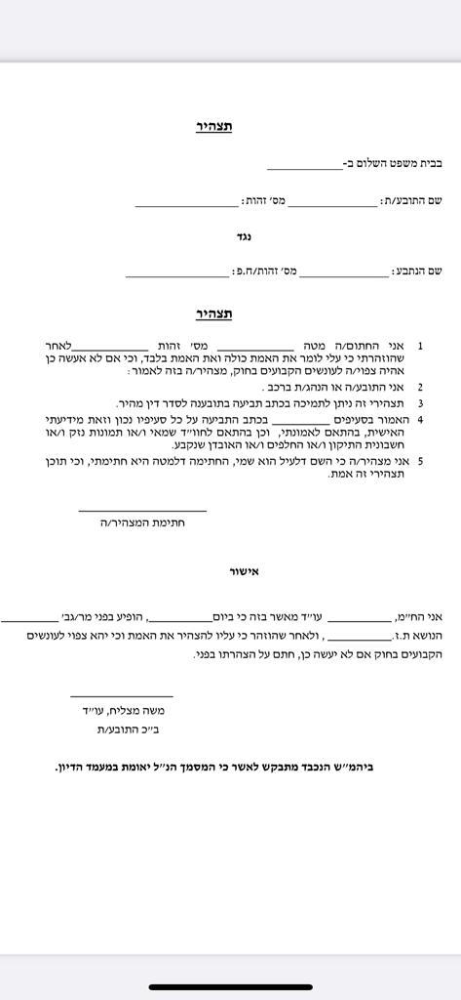 תצהיר
בבית משפט השלום ב-____________
שם התובע/ת: ______________ מס' זהות: ________________
נגד
שם הנתבע: ______________ מס' זהות/ח.פ: ________________
תצהיר
1 אני החתום/ה מטה ____________ מס' זהות ____________לאחר
שהוזהרתי כי עלי לומר את האמת כולה ואת האמת בלבד, וכי אם לא אעשה כן
אהיה צפוי/ה לעונשים הקבועים בחוק, מצהיר/ה בזה לאמור:
2 אני התובע/ה או הנהג/ת ברכב .
3 תצהירי זה ניתן לתמיכה בכתב תביעה בתובענה לסדר דין מהיר.
4 האמור בסעיפים _________ בכתב התביעה על כל סעיפיו נכון וזאת מידיעתי
האישית, בהתאם לאמונתי, וכן בהתאם לחוו"ד שמאי ו/או תמונות נזק ו/או
חשבונית התיקון ו/או החלפים ו/או האובדן שנקבע.
5 אני מצהיר/ה כי השם דלעיל הוא שמי, החתימה דלמטה היא חתימתי, וכי תוכן
תצהירי זה אמת.
____________________
חתימת המצהיר/ה
אישור
אני הח"מ, __________ עו"ד מאשר בזה כי ביום__________, הופיע בפני מר/גב' _________
הנושא ת.ז.__________ , ולאחר שהוזהר כי עליו להצהיר את האמת וכי יהא צפוי לעונשים
הקבועים בחוק אם לא יעשה כן, חתם על הצהרתו בפני.
________________
משה מצליח, עו"ד
ב"כ התובע/ת
ביהמ"ש הנכבד מתבקש לאשר כי המסמך הנ"ל יאומת במעמד הדיון.